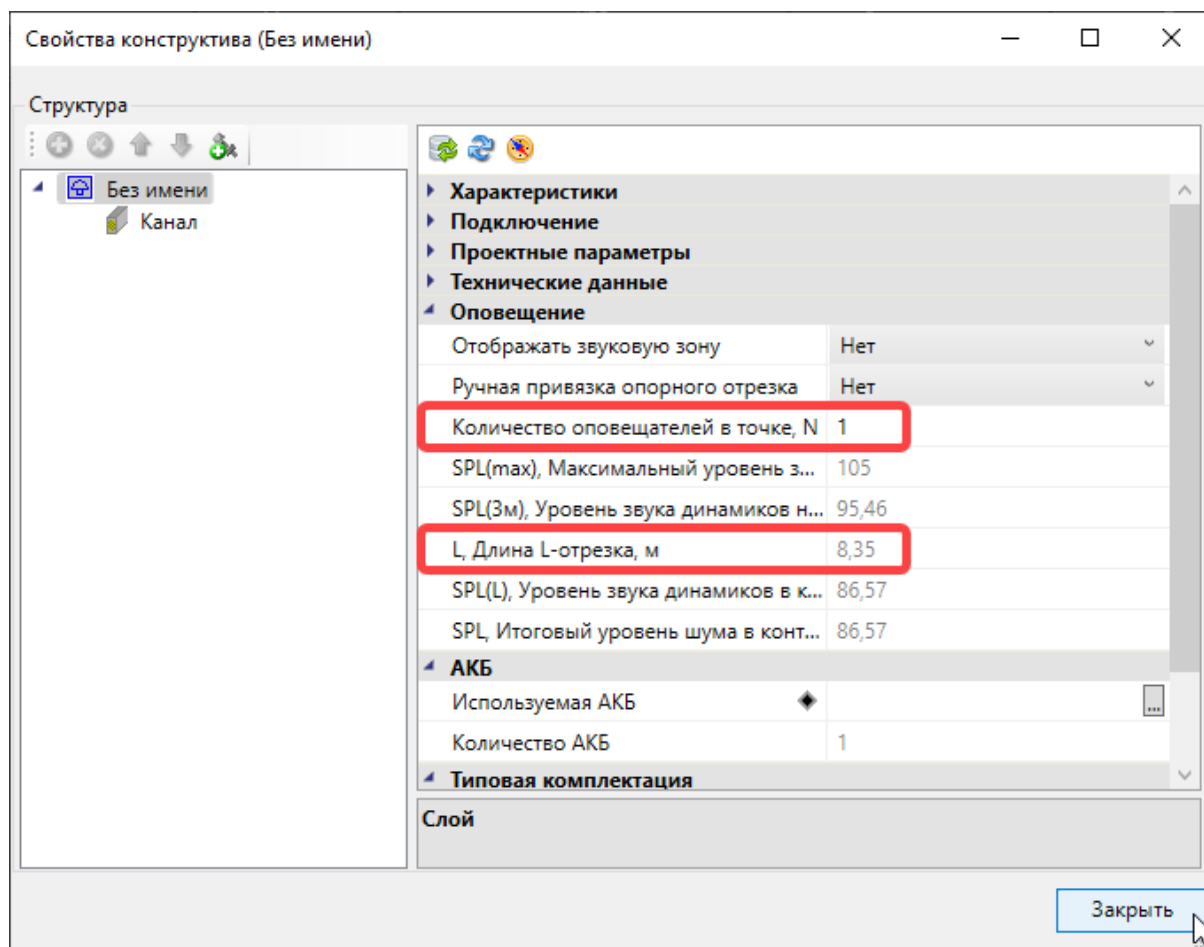 Свойства конструктива (Без имени)
Структура
Без имени
Канал
Характеристики
Подключение
Проектные параметры
Технические данные
Оповещение
Отображать звуковую зону Нет
Ручная привязка опорного отрезка Нет
Количество оповещателей в точке, N 1
SPL(max), Максимальный уровень з... 105
SPL(3м), Уровень звука динамиков н... 95,46
L, Длина L-отрезка, м 8,35
SPL(L), Уровень звука динамиков в к... 86,57
SPL, Итоговый уровень шума в конт... 86,57
АКБ
Используемая АКБ ...
Количество АКБ 1
Типовая комплектация
Слой
Закрыть